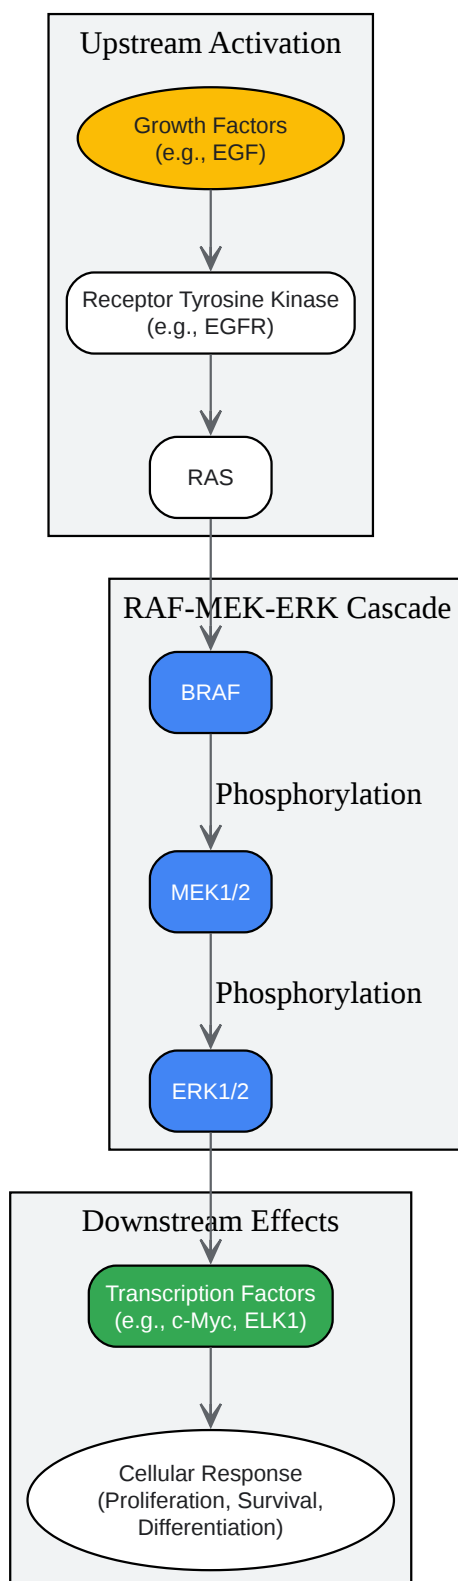 Upstream Activation
Growth Factors
(e.g., EGF)
Receptor Tyrosine Kinase
(e.g., EGFR)
RAS
RAF-MEK-ERK Cascade
BRAF
Phosphorylation
MEK1/2
Phosphorylation
ERK1/2
Downstream Effects
Transcription Factors
(e.g., c-Myc, ELK1)
Cellular Response
(Proliferation, Survival,
Differentiation)